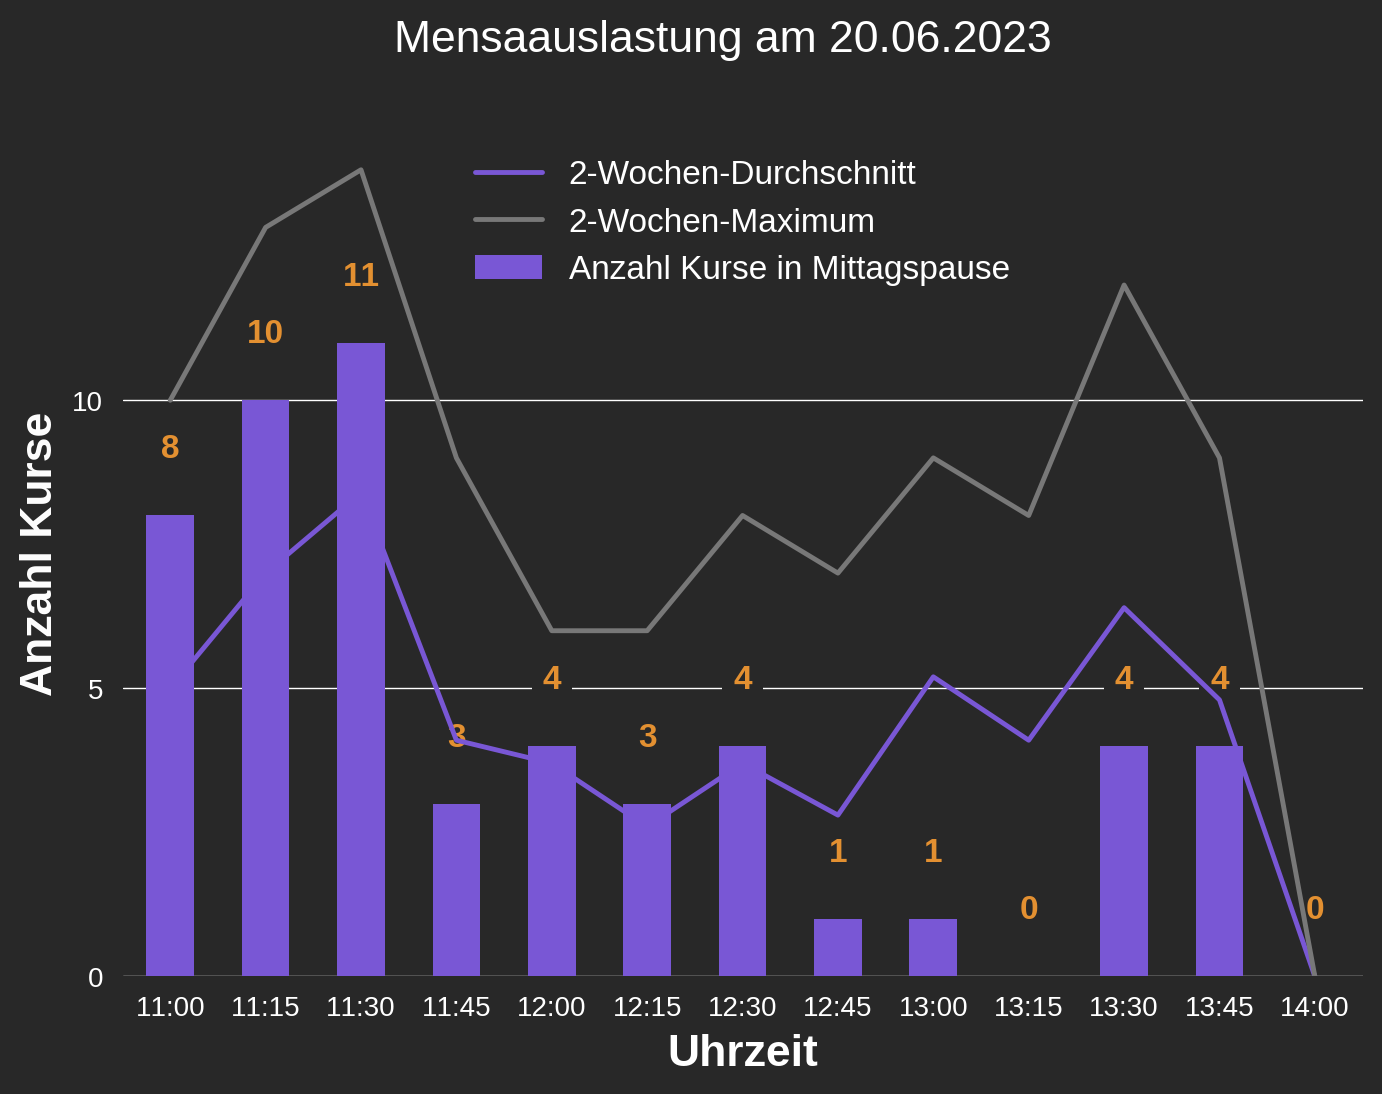 Mensaauslastung am 20.06.2023
2-Wochen-Durchschnitt
2-Wochen-Maximum
Anzahl Kurse in Mittagspause
Anzahl Kurse
10
5
0
8
10
11
3
4
3
4
1
1
0
4
4
0
11:00 11:15 11:30 11:45 12:00 12:15 12:30 12:45 13:00 13:15 13:30 13:45 14:00
Uhrzeit